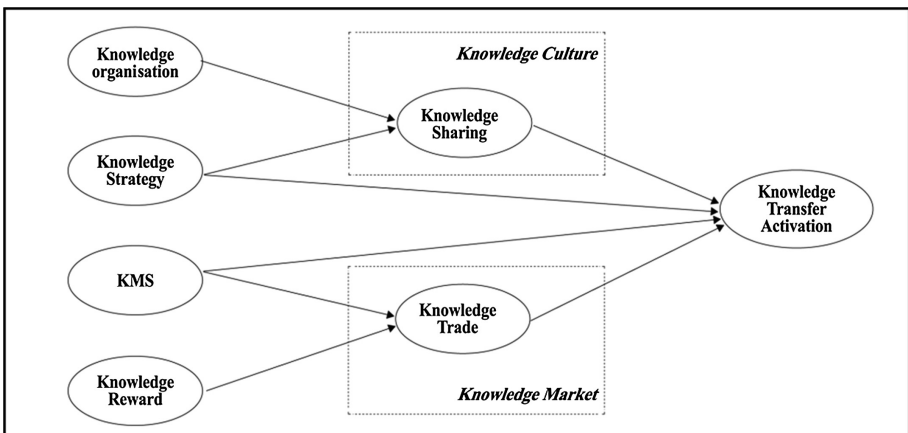 Knowledge
organisation
Knowledge Culture
Knowledge
Sharing
Knowledge
Strategy
Knowledge
Transfer
Activation
KMS
Knowledge
Trade
Knowledge
Reward
Knowledge Market